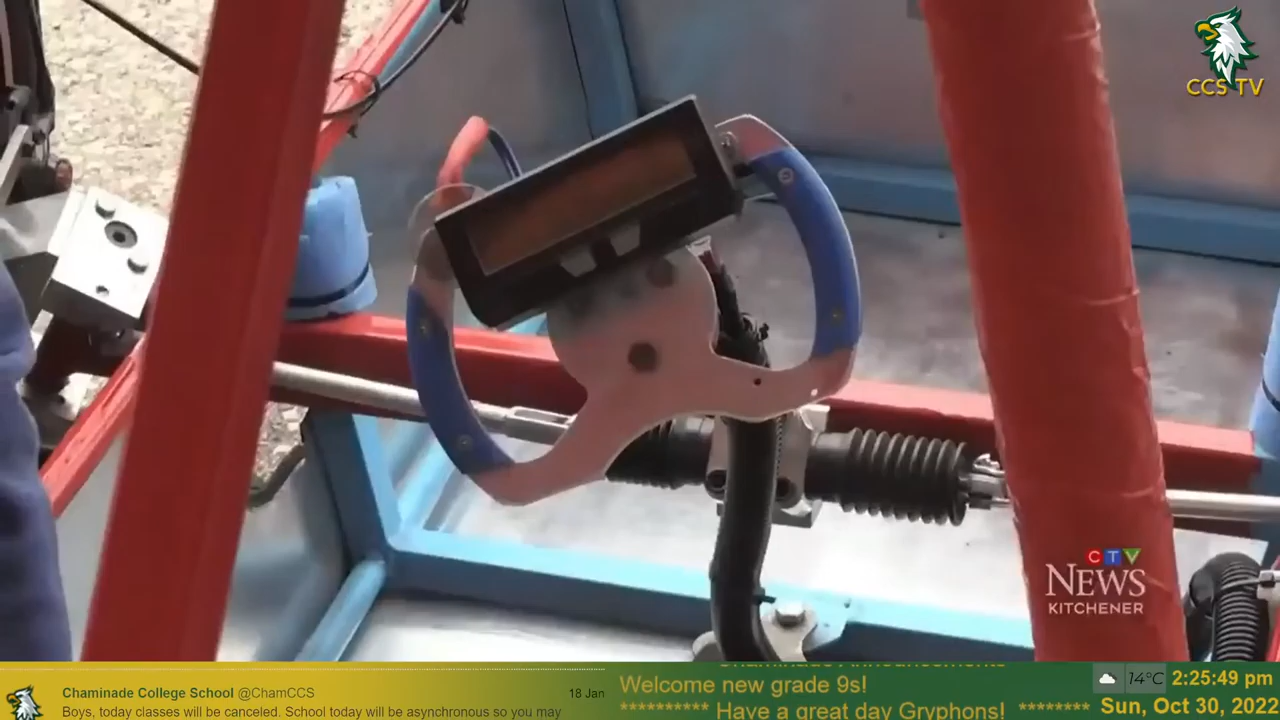 CCS TV
CTV
NEWS
KITCHENER
Chaminade Announcements
Chaminade College School @ChamCCS
18 Jan
Boys, today classes will be canceled. School today will be asynchronous so you may
Welcome new grade 9s!
********** Have a great day Gryphons! ********
14°C 2:25:49 pm
Sun, Oct 30, 2022